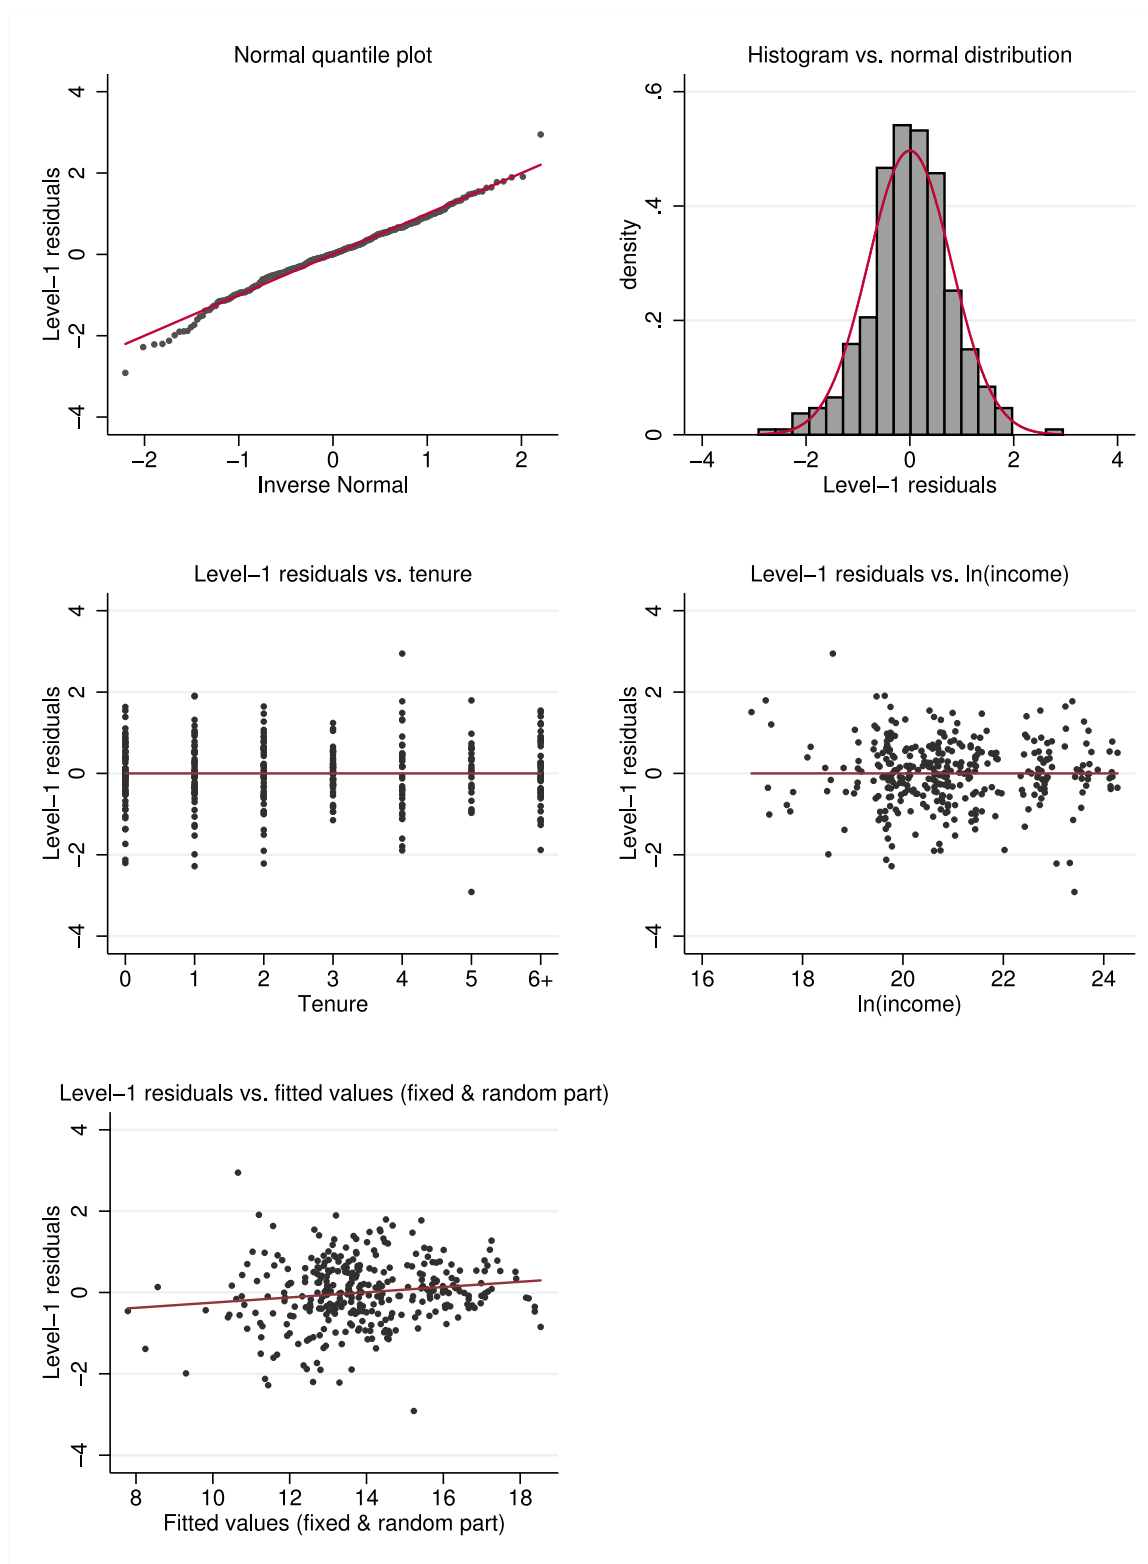 Normal quantile plot
Level−1 residuals
4
2
0
−2
−4
−2 −1 0 1 2
Inverse Normal
Histogram vs. normal distribution
density
.6
.4
.2
0
−4 −2 0 2 4
Level−1 residuals
Level−1 residuals vs. tenure
Level−1 residuals
4
2
0
−2
−4
0 1 2 3 4 5 6+
Tenure
Level−1 residuals vs. ln(income)
Level−1 residuals
4
2
0
−2
−4
16 18 20 22 24
ln(income)
Level−1 residuals vs. fitted values (fixed & random part)
Level−1 residuals
4
2
0
−2
−4
8 10 12 14 16 18
Fitted values (fixed & random part)